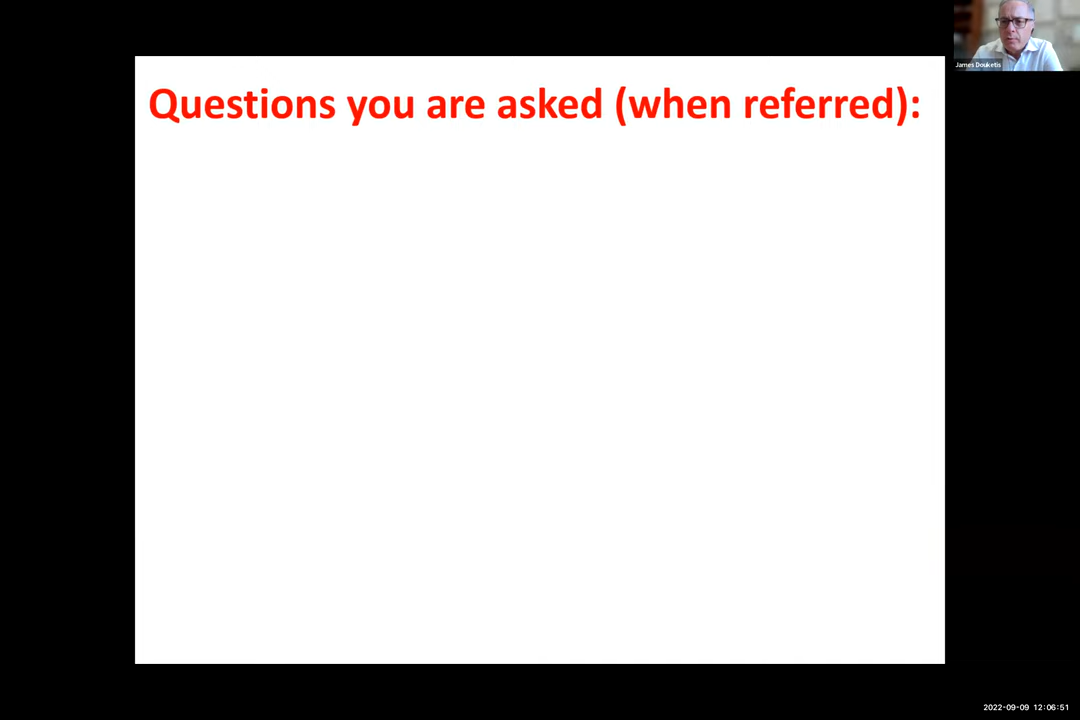 James Douketis
Questions you are asked (when referred):
2022-09-09 12:06:51